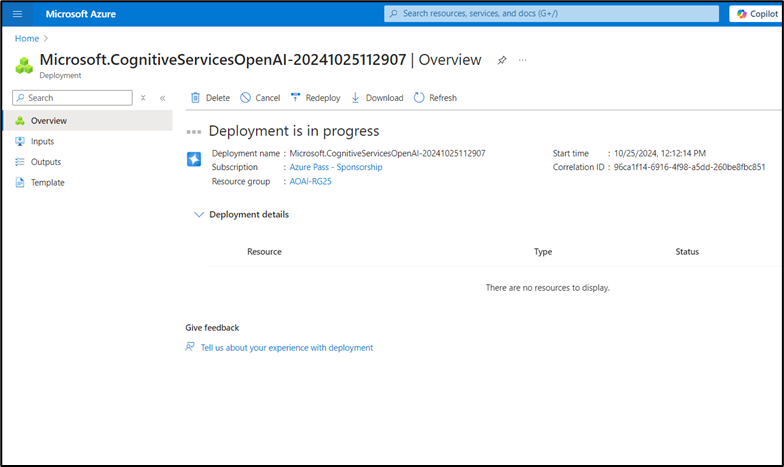 Microsoft Azure
Search resources, services, and docs (G+/)
Copilot
Home
Microsoft.CognitiveServicesOpenAI-20241025112907 | Overview
Deployment
Search
Delete Cancel Redeploy Download Refresh
Overview
Inputs
Outputs
Template
Deployment is in progress
Deployment name : Microsoft.CognitiveServicesOpenAI-20241025112907
Subscription : Azure Pass - Sponsorship
Resource group : AOAI-RG25
Start time : 10/25/2024, 12:12:14 PM
Correlation ID : 96ca1f14-6916-4f98-a5dd-260be8fbc851
Deployment details
Resource Type Status
There are no resources to display.
Give feedback
Tell us about your experience with deployment